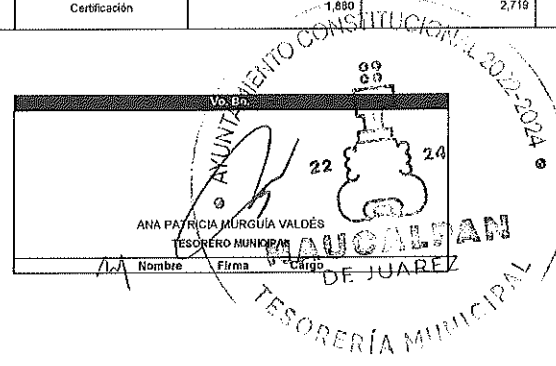 Certificación 1,880 2,719
AYUNTAMIENTO CONSTITUCIONAL 2022-2024
Vo. Bo.
22 24
ANA PATRICIA MURGUÍA VALDÉS
TESORERO MUNICIPAL
Nombre Firma Cargo
NAUCALPAN
DE JUAREZ
TESORERÍA MUNICIPAL